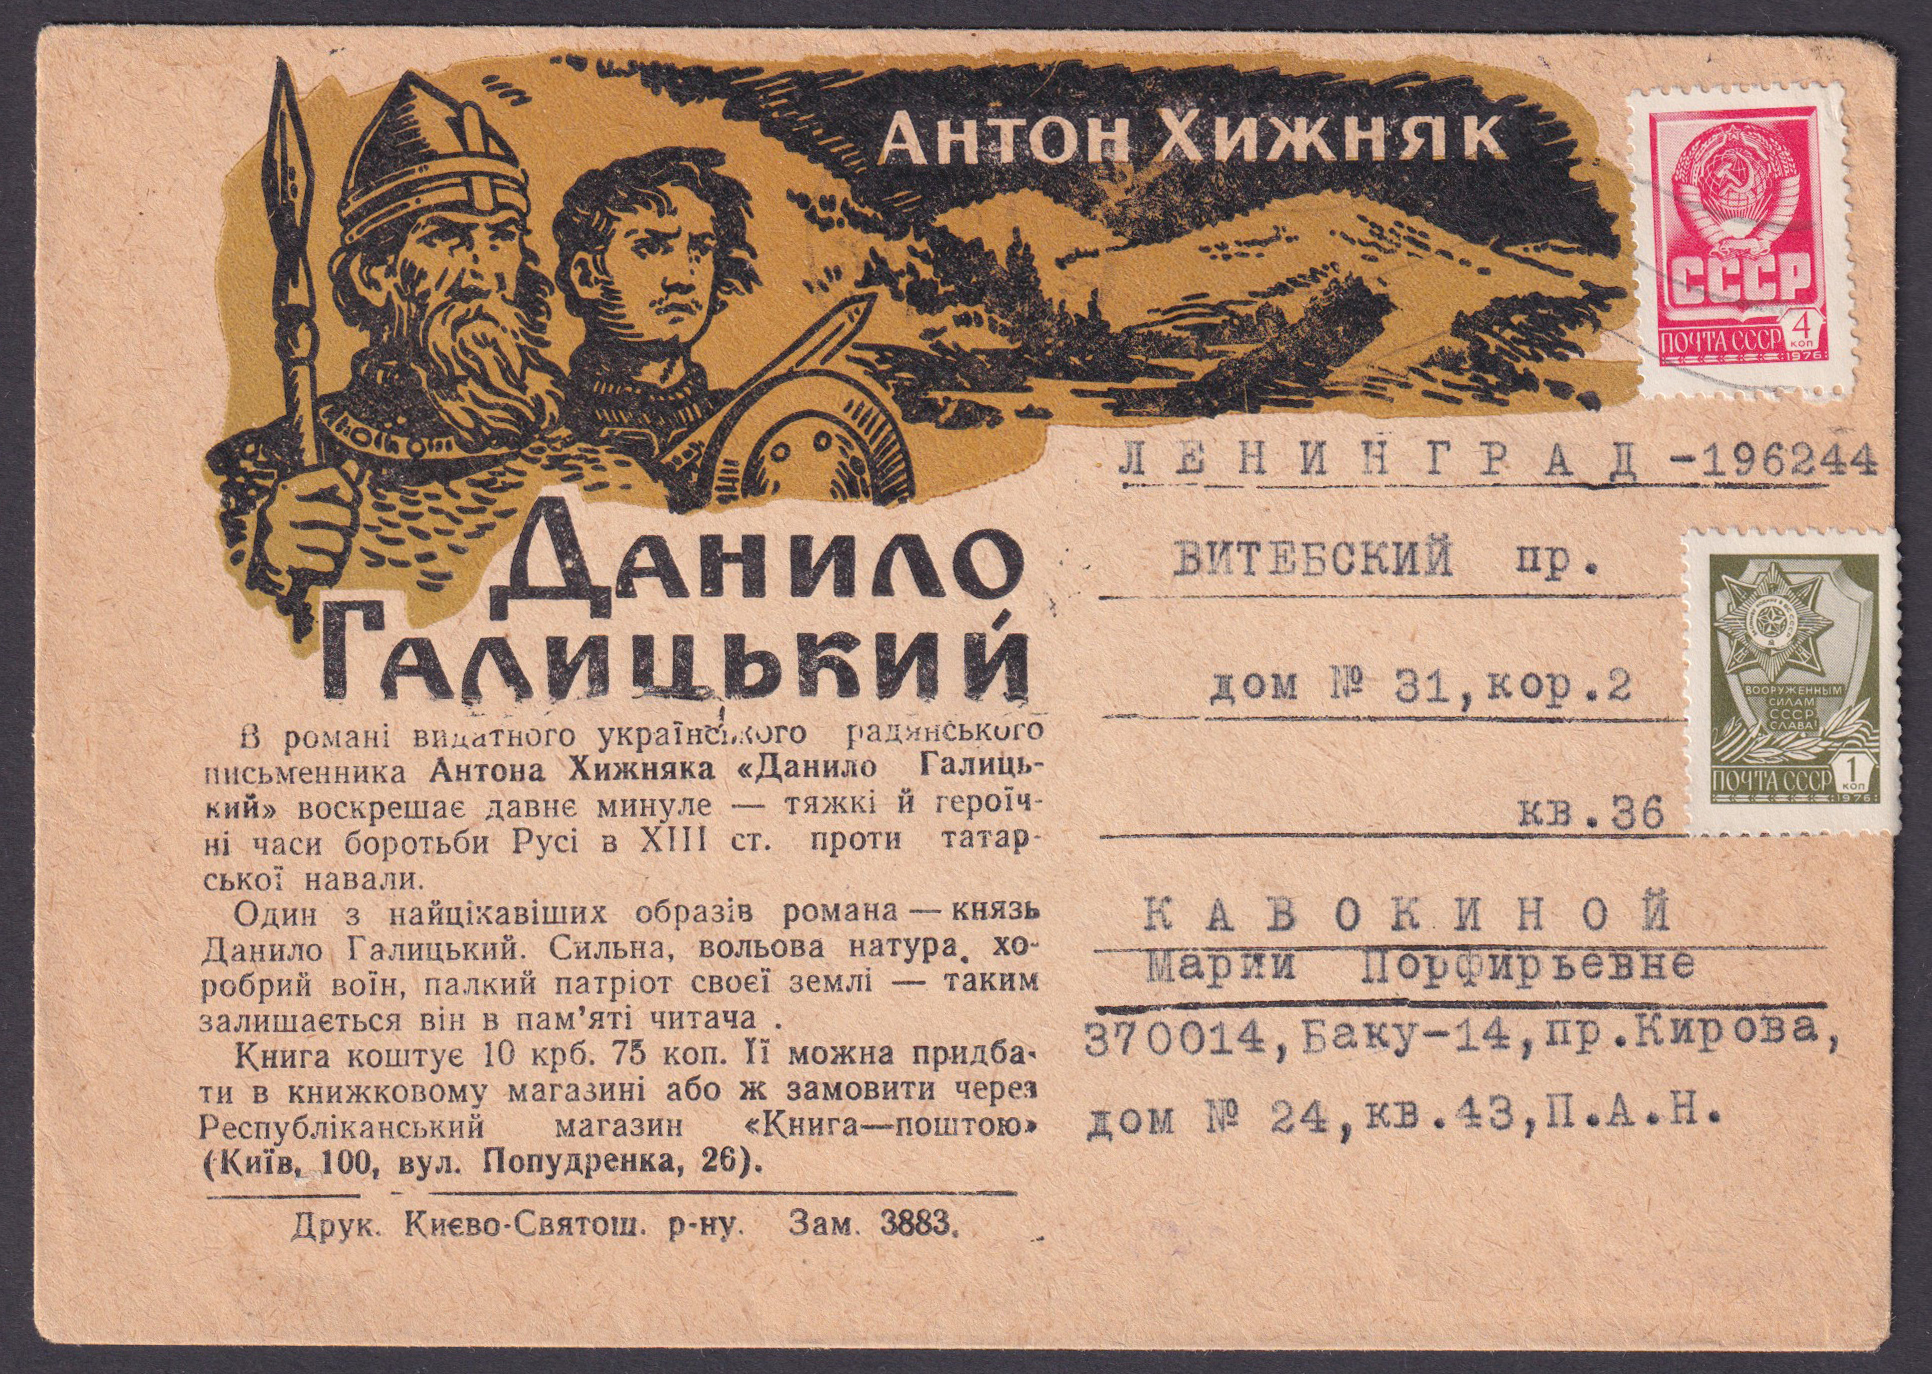 АНТОН ХИЖНЯК
СССР
ПОЧТА СССР 4 КОП
1976
ДАНИЛО
ГАЛИЦЬКИЙ
В романі видатного українського радянського
письменника Антона Хижняка «Данило Галиць-
кий» воскрешає давнє минуле — тяжкі й героїч-
ні часи боротьби Русі в XIII ст. проти татар-
ської навали.
Один з найцікавіших образів романа — князь
Данило Галицький. Сильна, вольова натура, хо-
робрий воїн, палкий патріот своєї землі — таким
залишається він в пам’яті читача .
Книга коштує 10 крб. 75 коп. Її можна придба-
ти в книжковому магазині або ж замовити через
Республіканський магазин «Книга—поштою»
(Київ, 100, вул. Попудренка, 26).
Друк. Києво-Святош. р-ну. Зам. 3883.
ЛЕНИНГРАД -196244
ВИТЕБСКИЙ пр.
дом № 31,кор.2
кв.36
КАВОКИНОЙ
Марии Порфирьевне
370014,Баку-14,пр.Кирова,
дом № 24,кв.43,П.А.Н.
ВООРУЖЕННЫМ
СИЛАМ
СССР
СЛАВА!
ПОЧТА СССР 1 КОП
1976